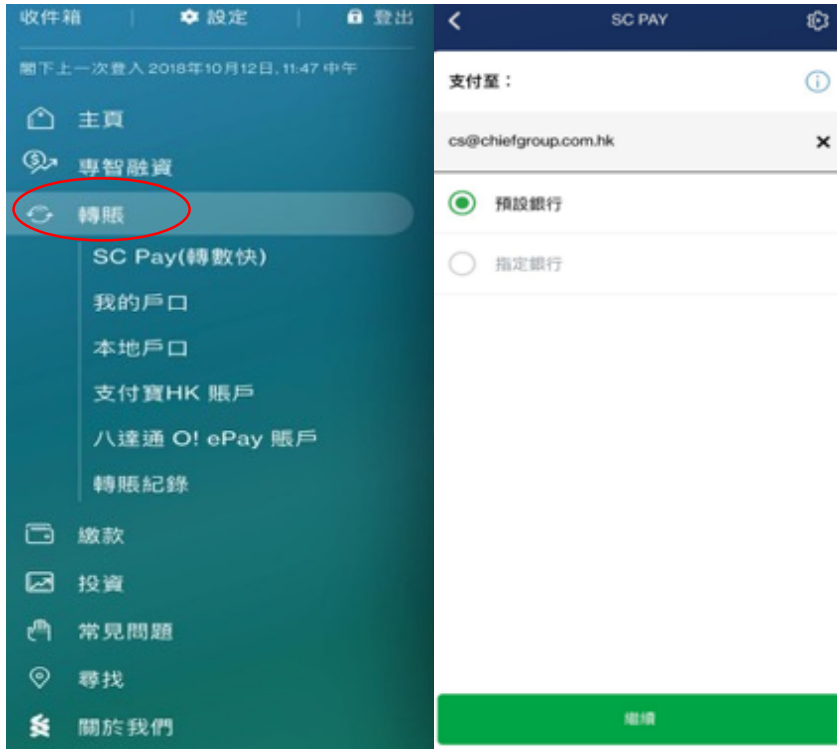 收件箱
設定
登出
閣下上一次登入 2018年10月12日, 11:47 中午
主頁
專智融資
轉賬
SC Pay(轉數快)
我的戶口
本地戶口
支付寶HK 賬戶
八達通 O! ePay 賬戶
轉賬紀錄
繳款
投資
常見問題
尋找
關於我們
SC PAY
支付至：
cs@chiefgroup.com.hk
預設銀行
指定銀行
繼續